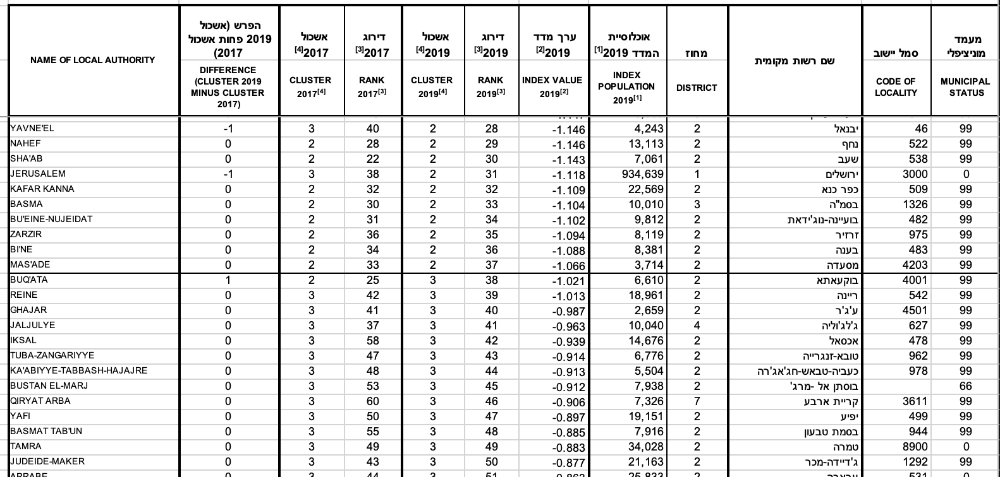 NAME OF LOCAL AUTHORITY | הפרש (אשכול 2019 פחות אשכול 2017) | אשכול 2017[4] | דירוג 2017[3] | אשכול 2019[4] | דירוג 2019[3] | ערך מדד 2019[2] | אוכלוסיית המדד 2019[1] | מחוז | שם רשות מקומית | סמל יישוב | מעמד מוניציפלי
DIFFERENCE (CLUSTER 2019 MINUS CLUSTER 2017) | CLUSTER 2017[4] | RANK 2017[3] | CLUSTER 2019[4] | RANK 2019[3] | INDEX VALUE 2019[2] | INDEX POPULATION 2019[1] | DISTRICT | CODE OF LOCALITY | MUNICIPAL STATUS
YAVNE'EL -1 3 40 2 28 -1.146 4,243 2 יבנאל 46 99
NAHEF 0 2 28 2 29 -1.146 13,113 2 נחף 522 99
SHA'AB 0 2 22 2 30 -1.143 7,061 2 שעב 538 99
JERUSALEM -1 3 38 2 31 -1.118 934,639 1 ירושלים 3000 0
KAFAR KANNA 0 2 32 2 32 -1.109 22,569 2 כפר כנא 509 99
BASMA 0 2 30 2 33 -1.104 10,010 3 בסמ"ה 1326 99
BU'EINE-NUJEIDAT 0 2 31 2 34 -1.102 9,812 2 בועיינה-נוג'ידאת 482 99
ZARZIR 0 2 36 2 35 -1.094 8,119 2 זרזיר 975 99
BI'NE 0 2 34 2 36 -1.088 8,381 2 בענה 483 99
MAS'ADE 0 2 33 2 37 -1.066 3,714 2 מסעדה 4203 99
BUQ'ATA 1 2 25 3 38 -1.021 6,610 2 בוקעאתא 4001 99
REINE 0 3 42 3 39 -1.013 18,961 2 ריינה 542 99
GHAJAR 0 3 41 3 40 -0.987 2,659 2 ע'ג'ר 4501 99
JALJULYE 0 3 37 3 41 -0.963 10,040 4 ג'לג'וליה 627 99
IKSAL 0 3 58 3 42 -0.939 14,676 2 אכסאל 478 99
TUBA-ZANGARIYYE 0 3 47 3 43 -0.914 6,776 2 טובא-זנגרייה 962 99
KA'ABIYYE-TABBASH-HAJAJRE 0 3 48 3 44 -0.913 5,504 2 כעביה-טבאש-חג'אג'רה 978 99
BUSTAN EL-MARJ 0 3 53 3 45 -0.912 7,938 2 בוסתן אל -מרג' 66
QIRYAT ARBA 0 3 60 3 46 -0.906 7,326 7 קריית ארבע 3611 99
YAFI 0 3 50 3 47 -0.897 19,151 2 יפיע 499 99
BASMAT TAB'UN 0 3 55 3 48 -0.885 7,916 2 בסמת טבעון 944 99
TAMRA 0 3 49 3 49 -0.883 34,028 2 טמרה 8900 0
JUDEIDE-MAKER 0 3 43 3 50 -0.877 21,163 2 ג'דיידה-מכר 1292 99